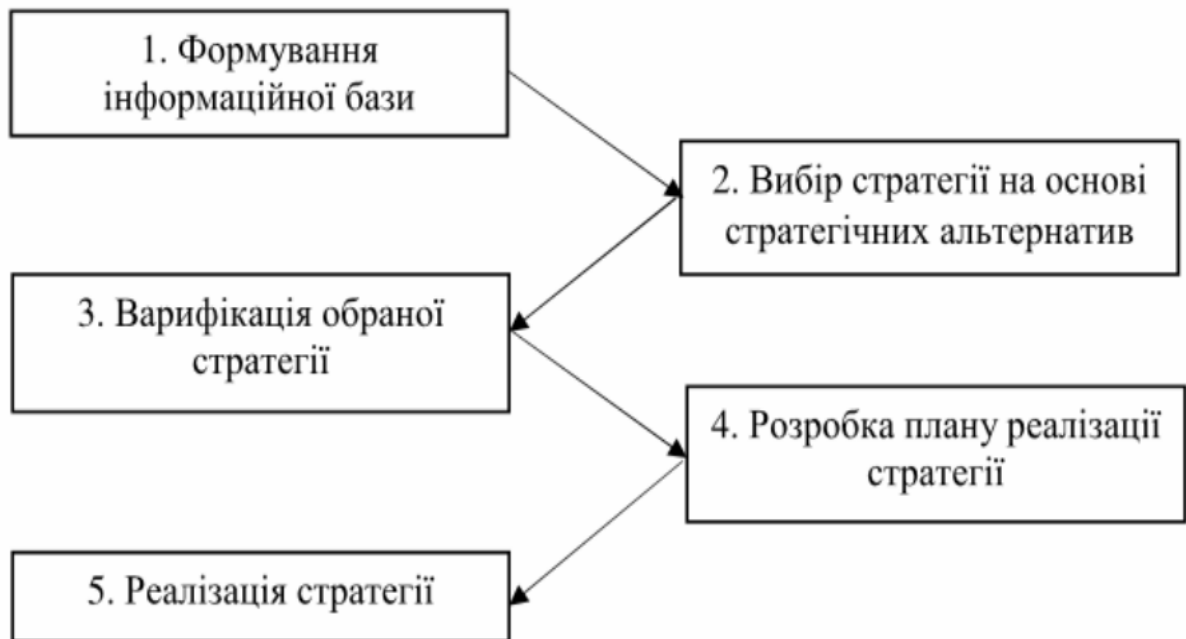 1. Формування
інформаційної бази
2. Вибір стратегії на основі
стратегічних альтернатив
3. Варифікація обраної
стратегії
4. Розробка плану реалізації
стратегії
5. Реалізація стратегії